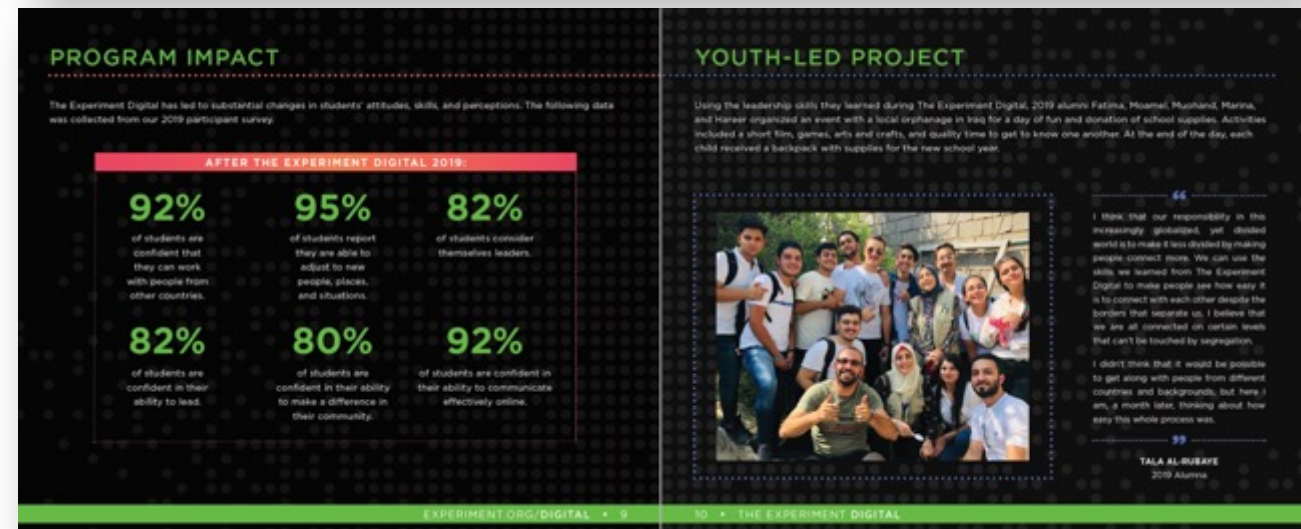 PROGRAM IMPACT
The Experiment Digital has led to substantial changes in students' attitudes, skills, and perceptions. The following data
was collected from our 2019 participant survey.
AFTER THE EXPERIMENT DIGITAL 2019:
92%
of students are
confident that
they can work
with people from
other countries.
95%
of students report
they are able to
adjust to new
people, places,
and situations.
82%
of students consider
themselves leaders.
82%
of students are
confident in their
ability to lead.
80%
of students are
confident in their ability
to make a difference in
their community.
92%
of students are confident in
their ability to communicate
effectively online.
EXPERIMENT.ORG/DIGITAL • 9
YOUTH-LED PROJECT
Using the leadership skills they learned during The Experiment Digital, 2019 alumni Fatima, Moamel, Muohand, Marina,
and Hareer organized an event with a local orphanage in Iraq for a day of fun and donation of school supplies. Activities
included a short film, games, arts and crafts, and quality time to get to know one another. At the end of the day, each
child received a backpack with supplies for the new school year.
“
I think that our responsibility in this
increasingly globalized, yet divided
world is to make it less divided by making
people connect more. We can use the
skills we learned from The Experiment
Digital to make people see how easy it
is to connect with each other despite the
borders that separate us. I believe that
we are all connected on certain levels
that can't be touched by segregation.
I didn't think that it would be possible
to get along with people from different
countries and backgrounds, but here I
am, a month later, thinking about how
easy this whole process was.
”
TALA AL-RUBAYE
2019 Alumna
10 • THE EXPERIMENT DIGITAL